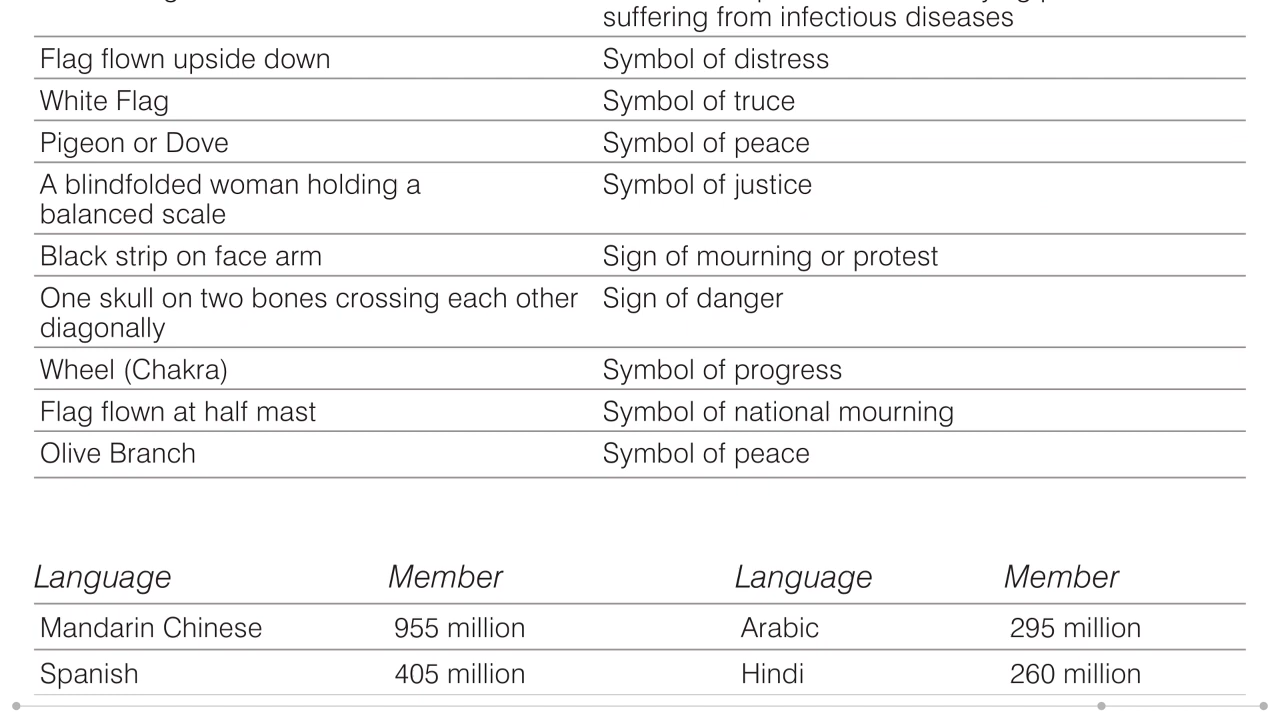 suffering from infectious diseases
Flag flown upside down Symbol of distress
White Flag Symbol of truce
Pigeon or Dove Symbol of peace
A blindfolded woman holding a Symbol of justice
balanced scale
Black strip on face arm Sign of mourning or protest
One skull on two bones crossing each other Sign of danger
diagonally
Wheel (Chakra) Symbol of progress
Flag flown at half mast Symbol of national mourning
Olive Branch Symbol of peace
Language Member Language Member
Mandarin Chinese 955 million Arabic 295 million
Spanish 405 million Hindi 260 million